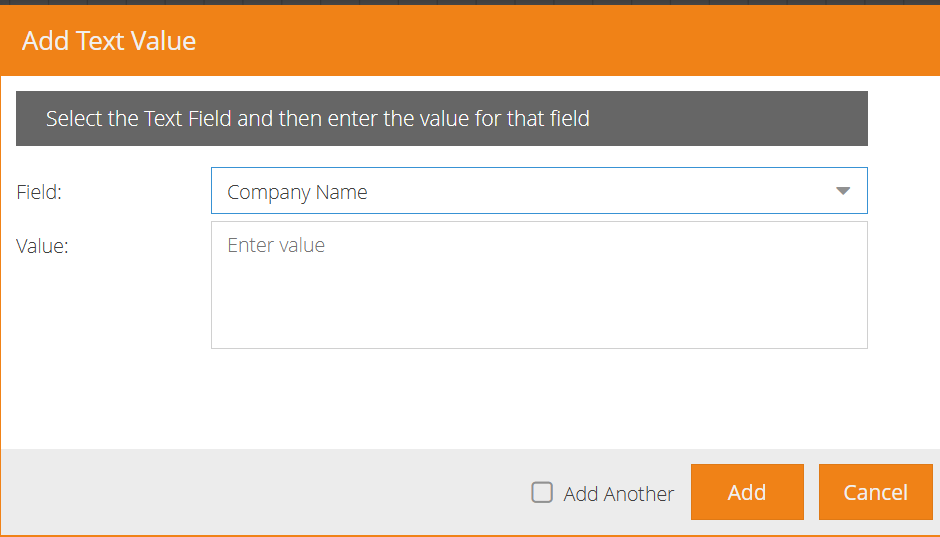 Add Text Value
Select the Text Field and then enter the value for that field
Field:
Company Name
Value:
Enter value
Add Another
Add
Cancel